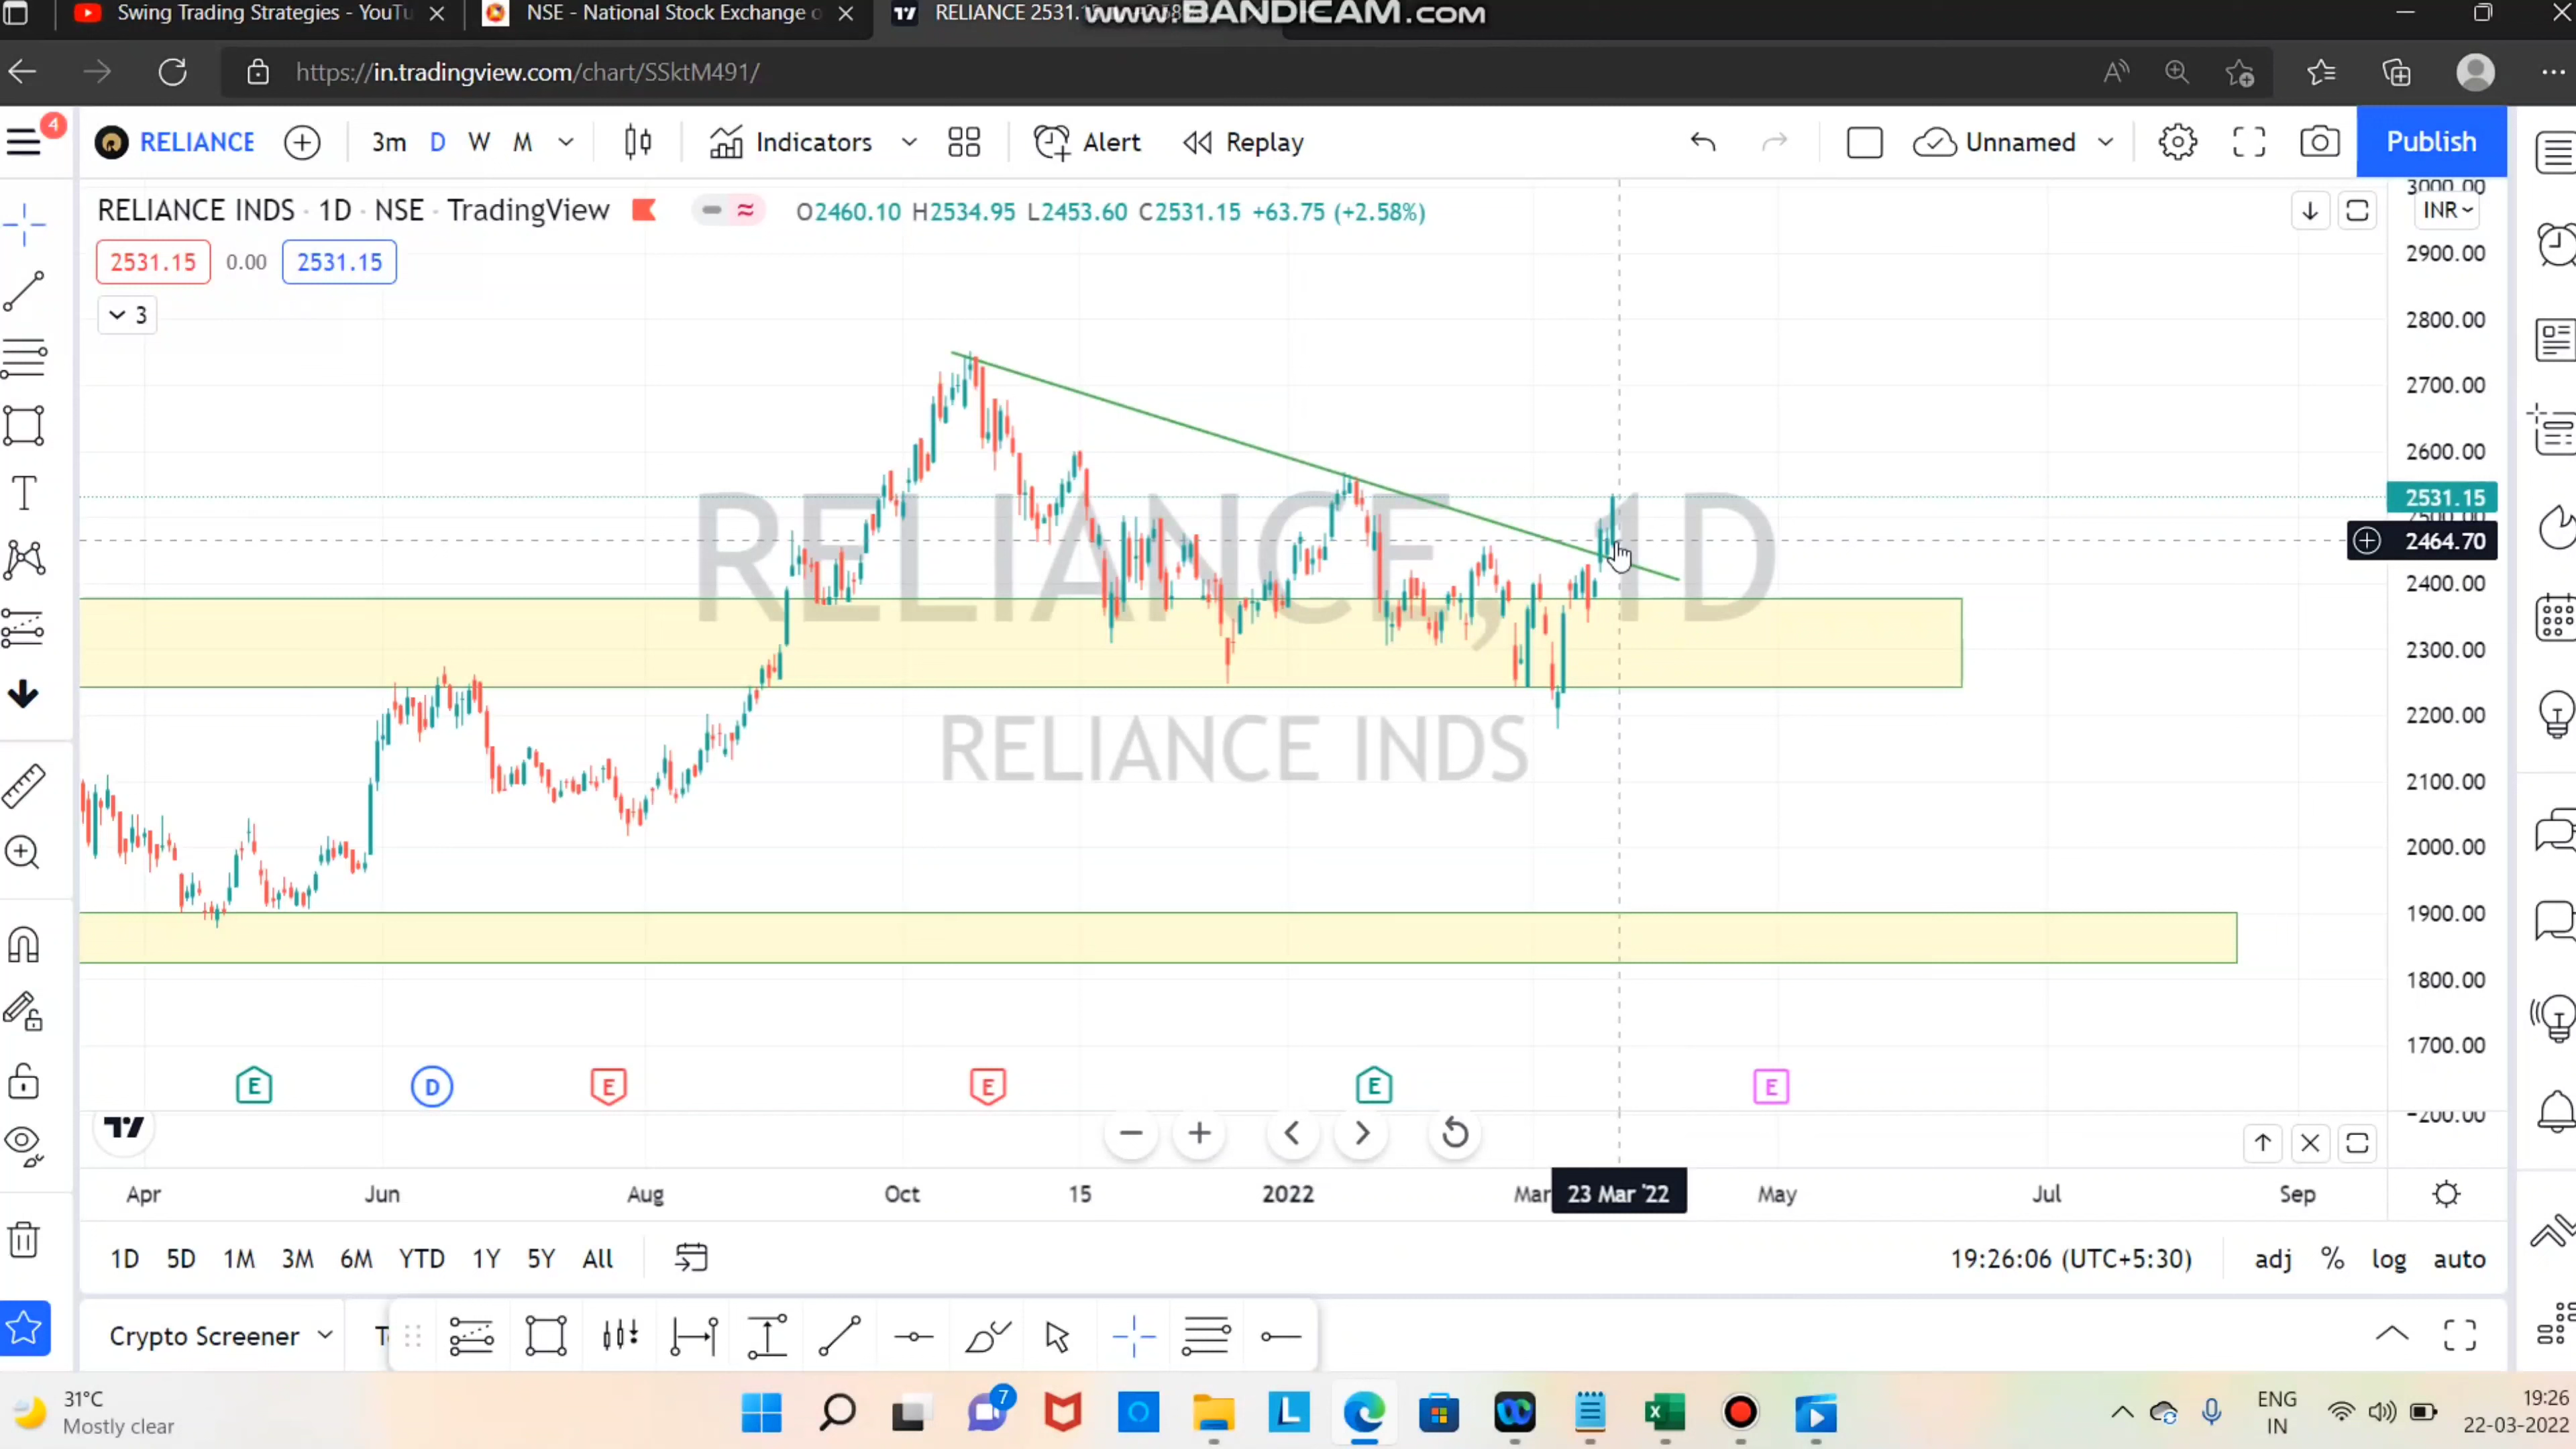 Swing Trading Strategies - YouTu
NSE - National Stock Exchange o
RELIANCE 2531.1
www.BANDICAM.com
https://in.tradingview.com/chart/SSktM491/
4
RELIANCE
3m D W M
Indicators
Alert
Replay
Unnamed
Publish
RELIANCE INDS · 1D · NSE · TradingView
O2460.10 H2534.95 L2453.60 C2531.15 +63.75 (+2.58%)
INR
2531.15 0.00 2531.15
3
3000.00
2900.00
2800.00
2700.00
2600.00
2531.15
2500.00
2464.70
2400.00
2300.00
2200.00
2100.00
2000.00
1900.00
1800.00
1700.00
RELIANCE, 1D
RELIANCE INDS
E D E E E E
Apr Jun Aug Oct 15 2022 Mar 23 Mar '22 May Jul Sep
1D 5D 1M 3M 6M YTD 1Y 5Y All
19:26:06 (UTC+5:30) adj % log auto
Crypto Screener
31°C
Mostly clear
7
ENG
IN
19:26
22-03-2022